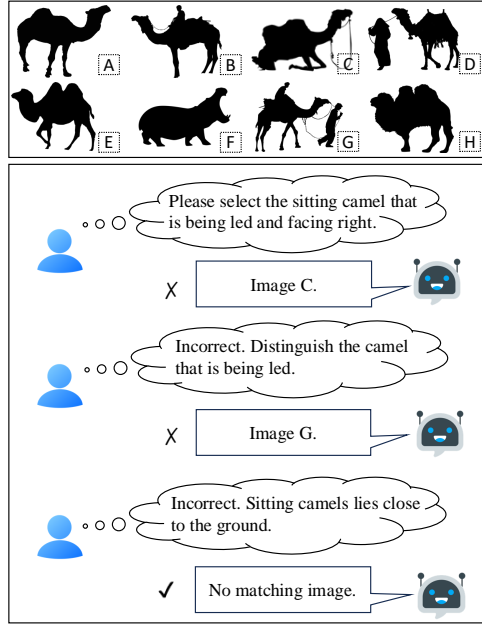 A
B
C
D
E
F
G
H
Please select the sitting camel that
is being led and facing right.
✗
Image C.
Incorrect. Distinguish the camel
that is being led.
✗
Image G.
Incorrect. Sitting camels lies close
to the ground.
✓
No matching image.